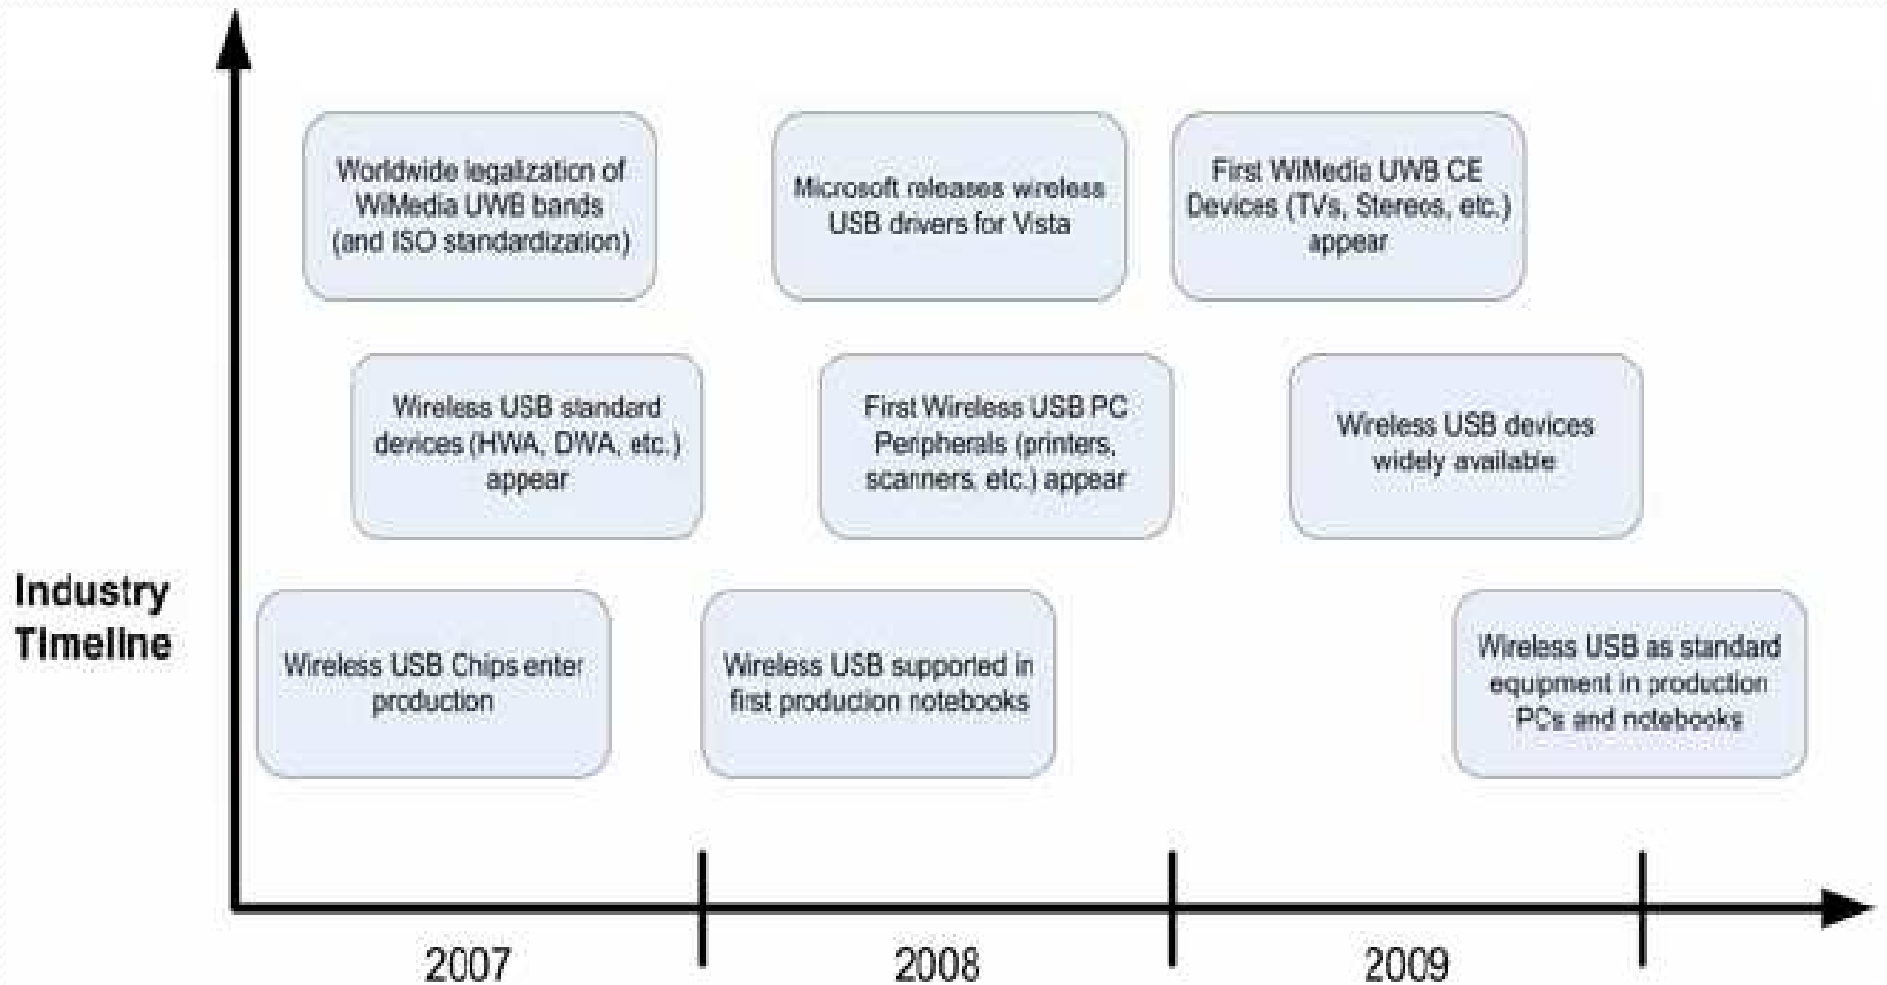 Worldwide legalization of
WiMedia UWB bands
(and ISO standardization)
Microsoft releases wireless
USB drivers for Vista
First WiMedia UWB CE
Devices (TVs, Stereos, etc.)
appear
Wireless USB standard
devices (HWA, DWA, etc.)
appear
First Wireless USB PC
Peripherals (printers,
scanners, etc.) appear
Wireless USB devices
widely available
Industry
Timeline
Wireless USB Chips enter
production
Wireless USB supported in
first production notebooks
Wireless USB as standard
equipment in production
PCs and notebooks
2007
2008
2009